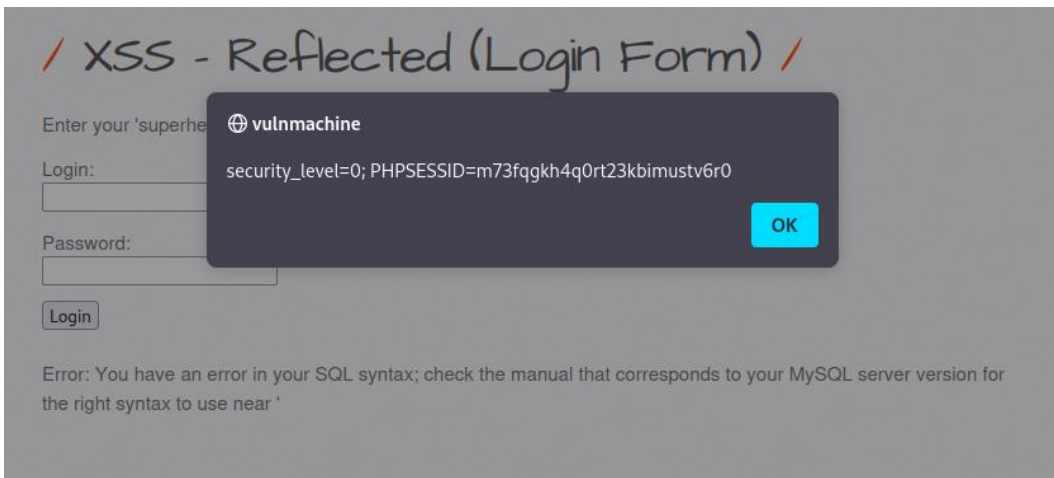 / XSS - Reflected (Login Form) /
Enter your 'superhe
vulnmachine
Login:
security_level=0; PHPSESSID=m73fqgkh4q0rt23kbimustv6r0
OK
Password:
Login
Error: You have an error in your SQL syntax; check the manual that corresponds to your MySQL server version for
the right syntax to use near '